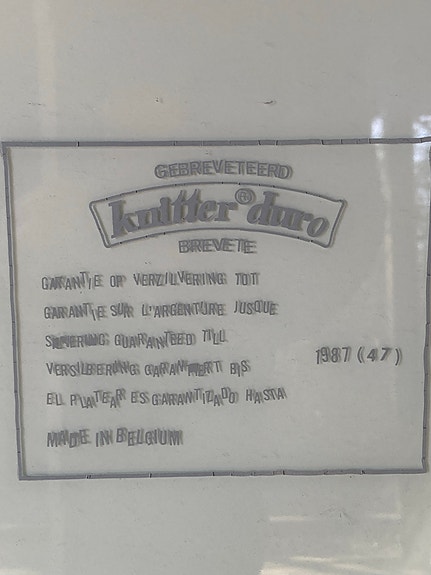 GEBREVETEERD
knitter® duro
BREVETE
GARANTIE OP VERZILVERING TOT
GARANTIE SUR L'ARGENTURE JUSQUE
SILVERING GUARANTEED TILL
VERSILBERUNG GARANTIERT BIS
1987 (47)
EL PLATEAR ES GARANTIZADO HASTA
MADE IN BELGIUM